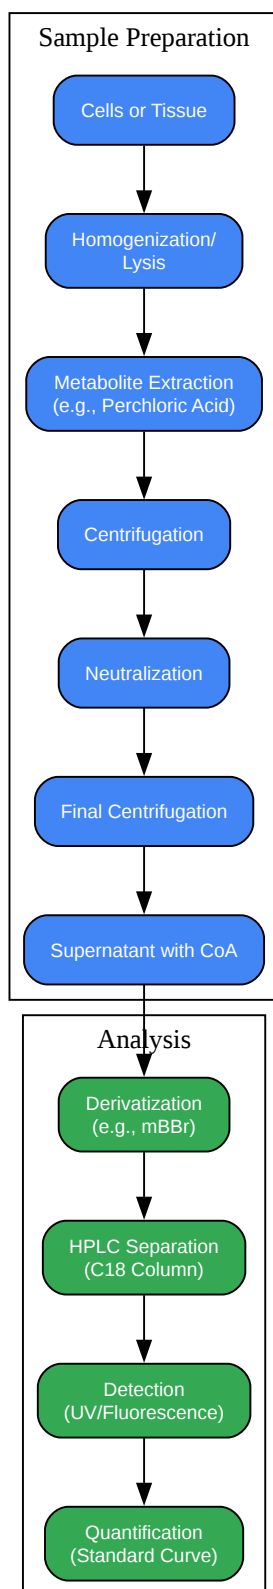 Sample Preparation
Cells or Tissue
Homogenization/
Lysis
Metabolite Extraction
(e.g., Perchloric Acid)
Centrifugation
Neutralization
Final Centrifugation
Supernatant with CoA
Analysis
Derivatization
(e.g., mBBr)
HPLC Separation
(C18 Column)
Detection
(UV/Fluorescence)
Quantification
(Standard Curve)